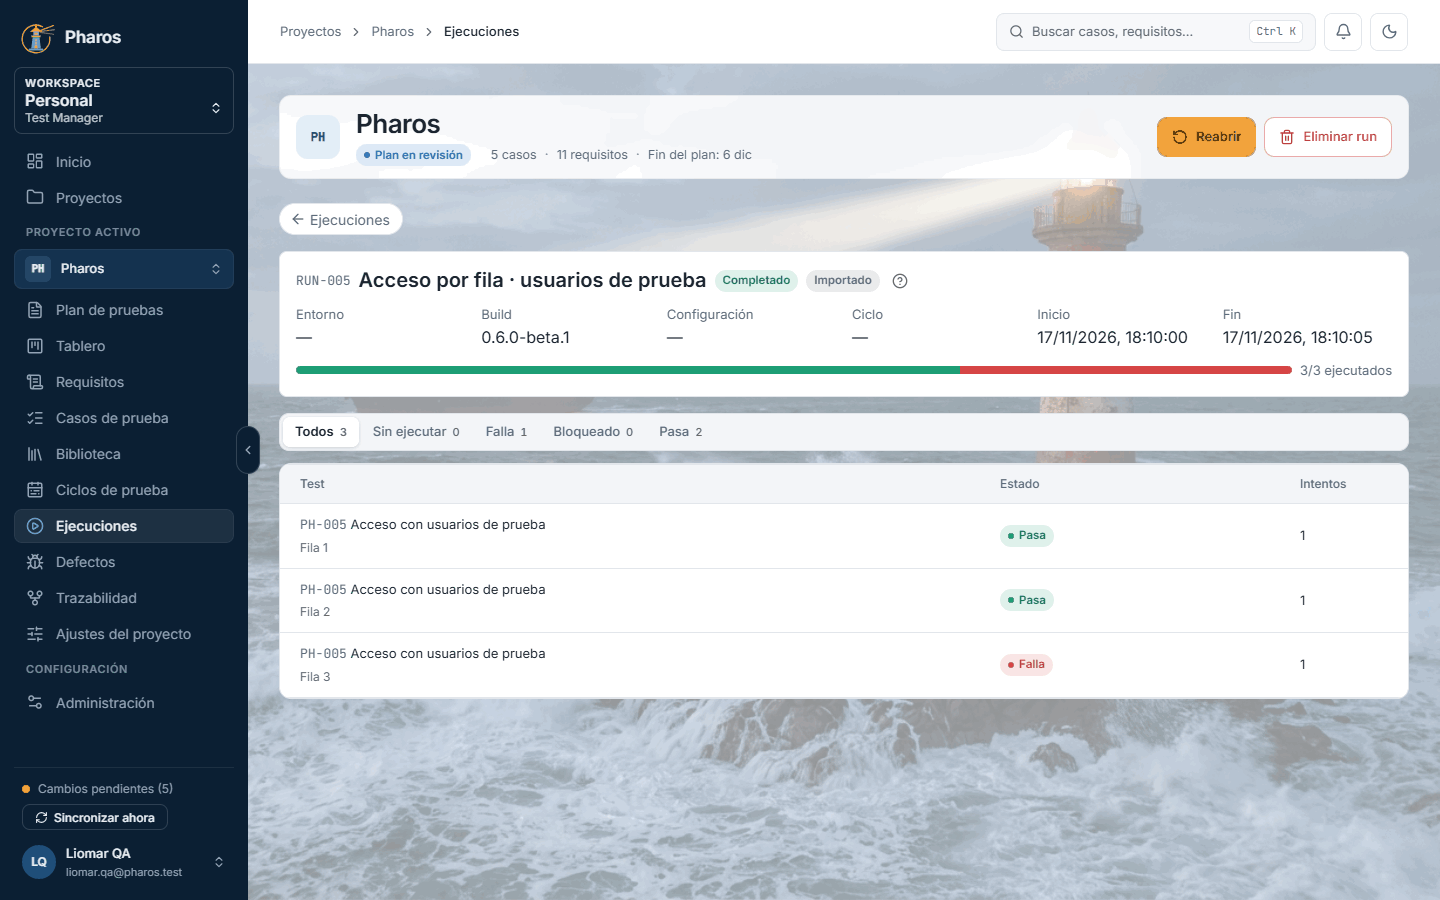 Pharos
WORKSPACE
Personal
Test Manager
Inicio
Proyectos
PROYECTO ACTIVO
PH Pharos
Plan de pruebas
Tablero
Requisitos
Casos de prueba
Biblioteca
Ciclos de prueba
Ejecuciones
Defectos
Trazabilidad
Ajustes del proyecto
CONFIGURACIÓN
Administración
Cambios pendientes (5)
Sincronizar ahora
LQ
Liomar QA
liomar.qa@pharos.test
Proyectos > Pharos > Ejecuciones
Buscar casos, requisitos... Ctrl K
PH
Pharos
Plan en revisión 5 casos · 11 requisitos · Fin del plan: 6 dic
Reabrir
Eliminar run
← Ejecuciones
RUN-005 Acceso por fila · usuarios de prueba Completado Importado
Entorno Build Configuración Ciclo Inicio Fin
— 0.6.0-beta.1 — — 17/11/2026, 18:10:00 17/11/2026, 18:10:05
3/3 ejecutados
Todos 3 Sin ejecutar 0 Falla 1 Bloqueado 0 Pasa 2
Test Estado Intentos
PH-005 Acceso con usuarios de prueba
Fila 1
Pasa 1
PH-005 Acceso con usuarios de prueba
Fila 2
Pasa 1
PH-005 Acceso con usuarios de prueba
Fila 3
Falla 1